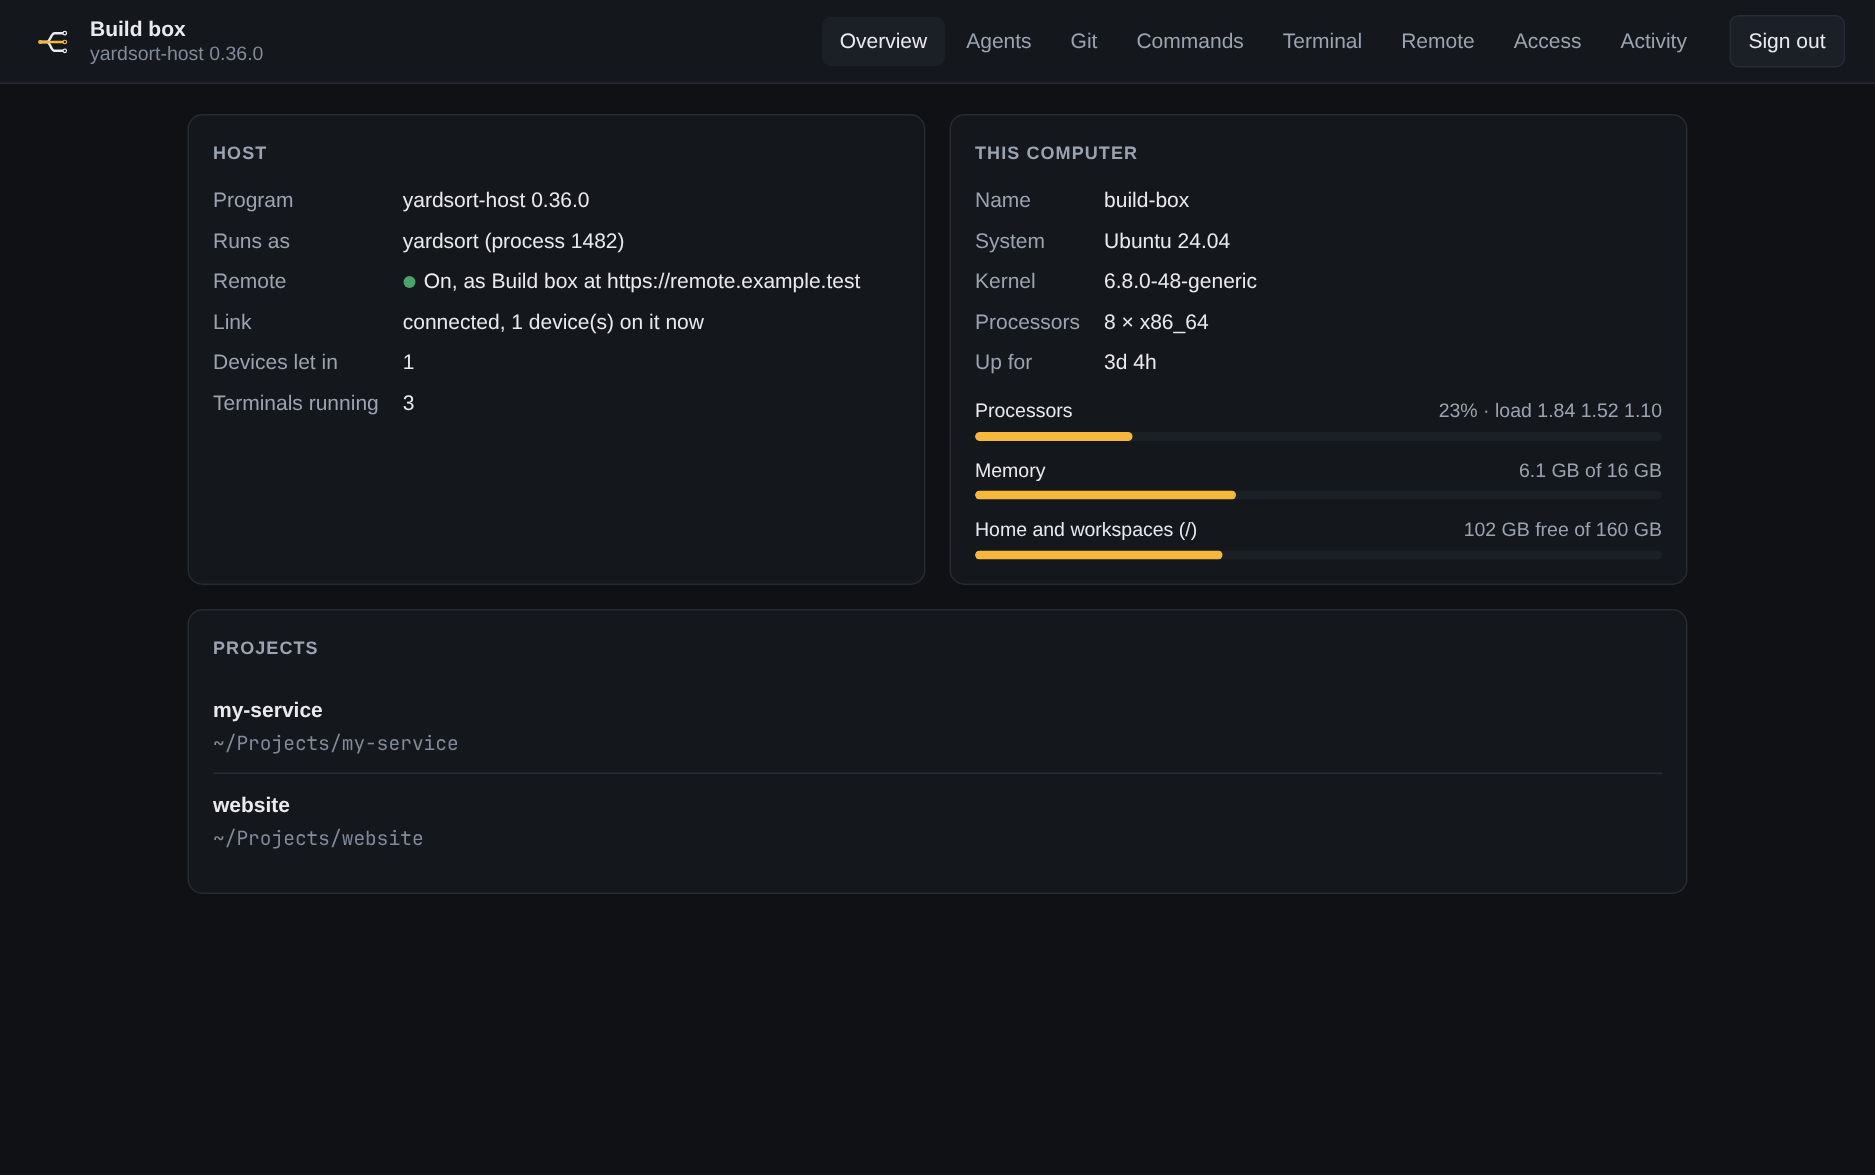 Build box
yardsort-host 0.36.0
Overview
Agents
Git
Commands
Terminal
Remote
Access
Activity
Sign out
HOST
Program yardsort-host 0.36.0
Runs as yardsort (process 1482)
Remote On, as Build box at https://remote.example.test
Link connected, 1 device(s) on it now
Devices let in 1
Terminals running 3
THIS COMPUTER
Name build-box
System Ubuntu 24.04
Kernel 6.8.0-48-generic
Processors 8 × x86_64
Up for 3d 4h
Processors 23% · load 1.84 1.52 1.10
Memory 6.1 GB of 16 GB
Home and workspaces (/) 102 GB free of 160 GB
PROJECTS
my-service
~/Projects/my-service
website
~/Projects/website